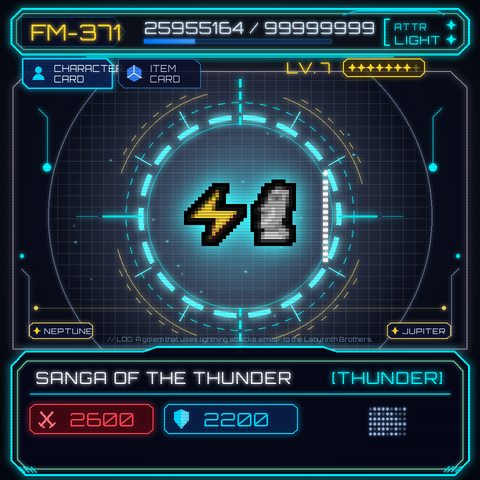 FM-371
25955164 / 99999999
ATTR
LIGHT
CHARACTER
CARD
ITEM
CARD
LV.7
NEPTUNE
JUPITER
// LOG: A golem that uses lightning attacks similar to the Labyrinth Brothers
SANGA OF THE THUNDER
[THUNDER]
2600
2200